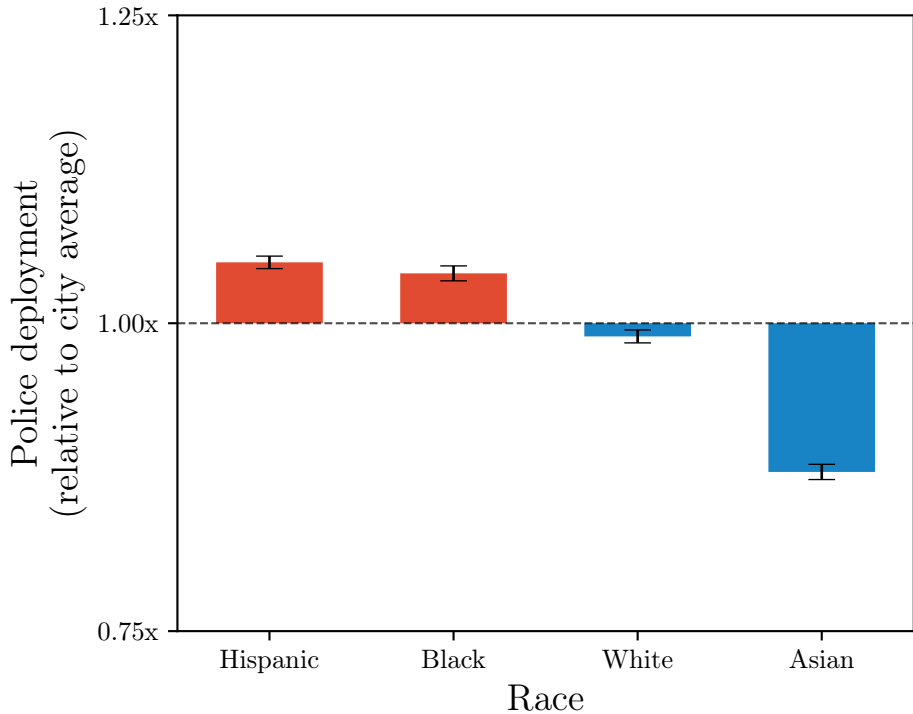 1.25x
1.00x
0.75x
Police deployment
(relative to city average)
Hispanic
Black
White
Asian
Race